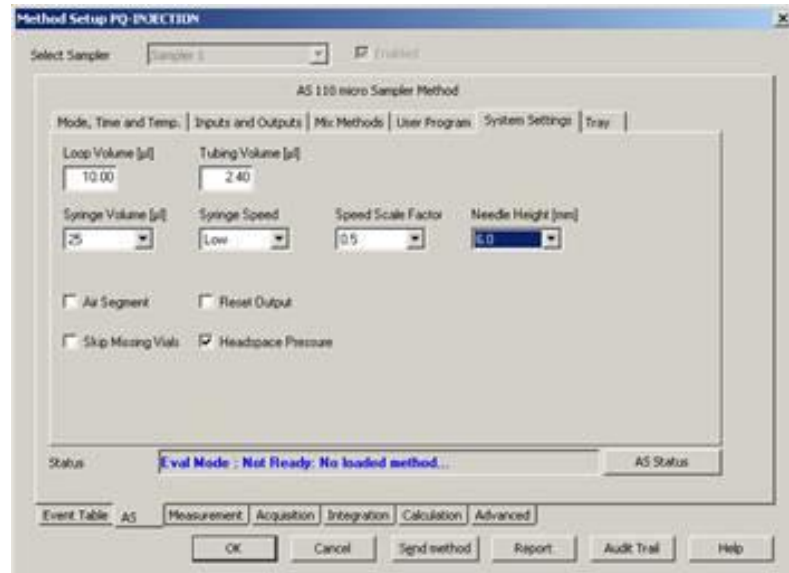 Method Setup PQ-INJECTION
Select Sampler Sampler 1 Enabled
AS 110 micro Sampler Method
Mode, Time and Temp. Inputs and Outputs Mix Methods User Program System Settings Tray
Loop Volume [µl] Tubing Volume [µl]
10.00 2.40
Syringe Volume [µl] Syringe Speed Speed Scale Factor Needle Height [mm]
25 Low 0.5 6.0
Air Segment Reset Output
Skip Missing Vials Headspace Pressure
Status Eval Mode : Not Ready: No loaded method... AS Status
Event Table AS Measurement Acquisition Integration Calculation Advanced
OK Cancel Send method Report Audit Trail Help